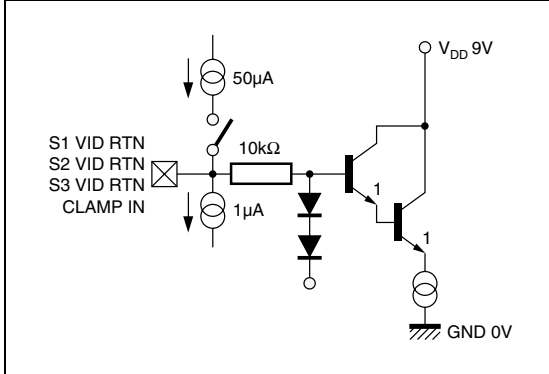 V_DD 9V
50µA
S1 VID RTN
S2 VID RTN
S3 VID RTN
CLAMP IN
10kΩ
1µA
1
1
GND 0V